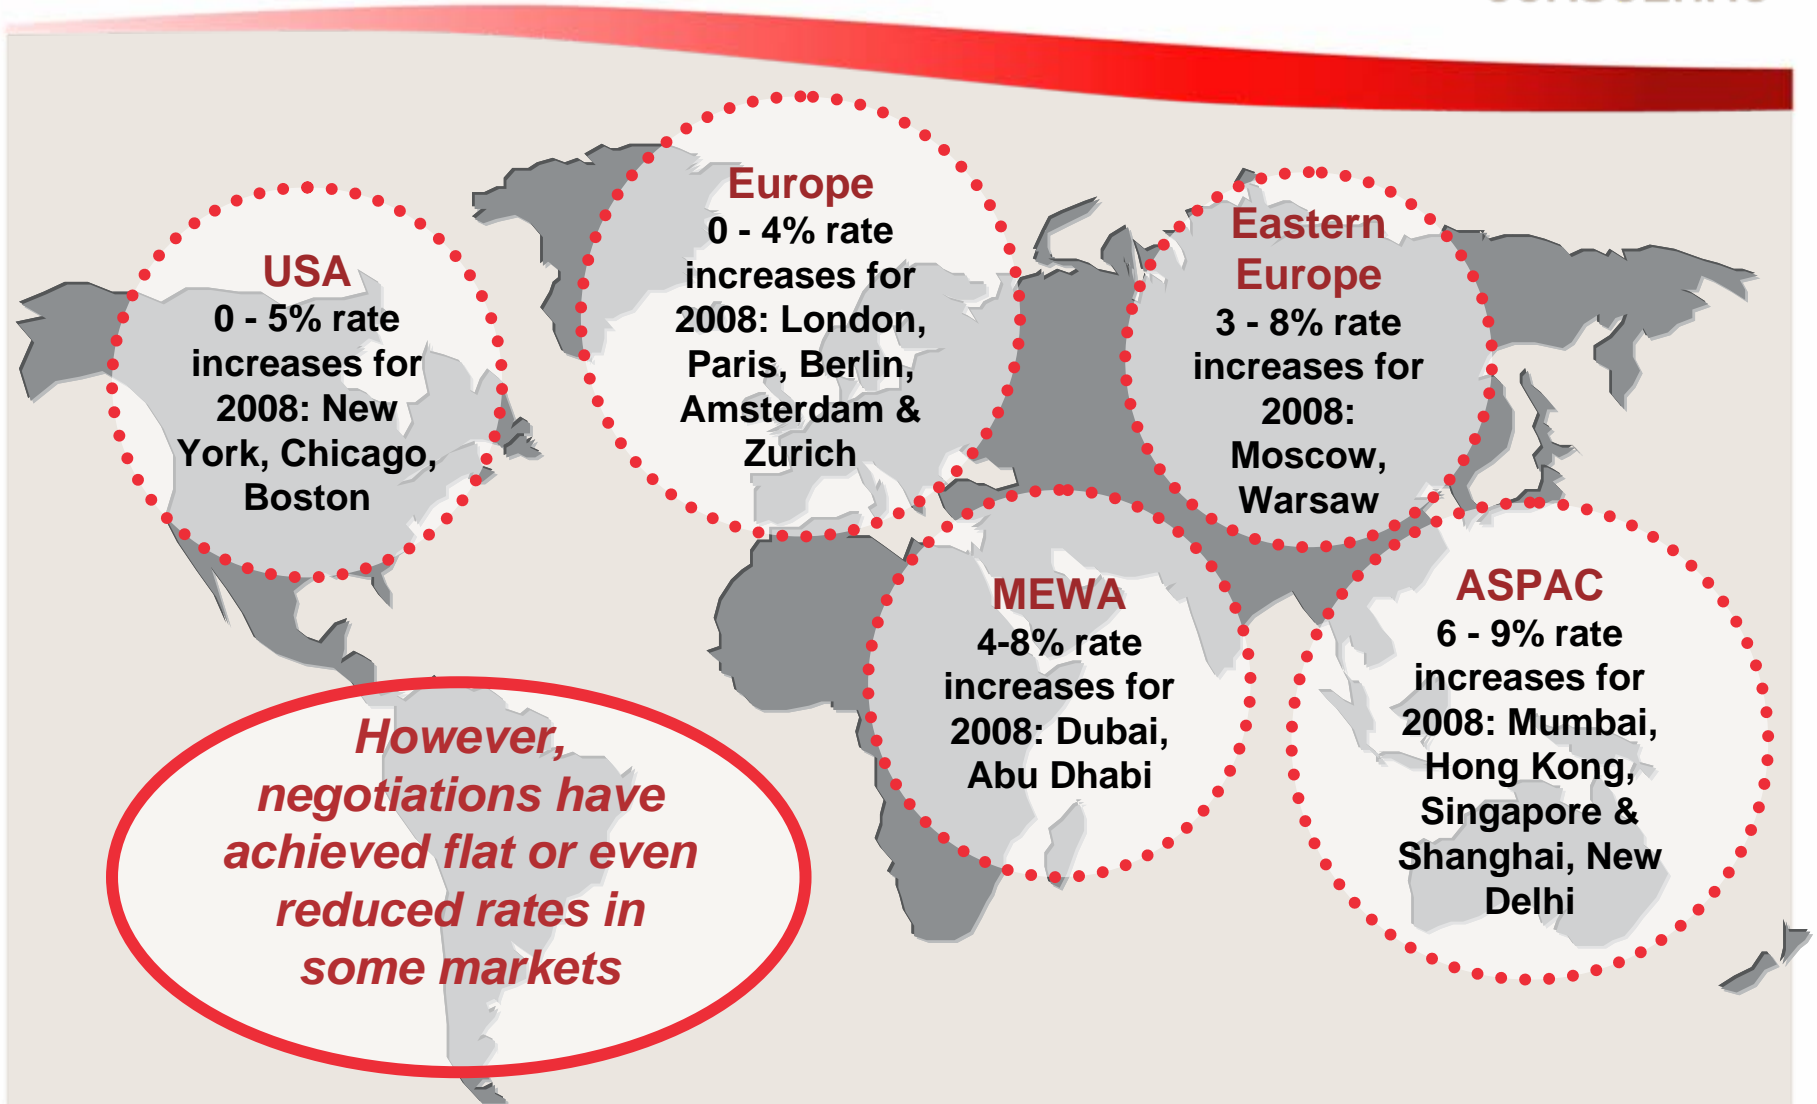 USA
0 - 5% rate
increases for
2008: New
York, Chicago,
Boston
Europe
0 - 4% rate
increases for
2008: London,
Paris, Berlin,
Amsterdam &
Zurich
Eastern
Europe
3 - 8% rate
increases for
2008:
Moscow,
Warsaw
MEWA
4-8% rate
increases for
2008: Dubai,
Abu Dhabi
ASPAC
6 - 9% rate
increases for
2008: Mumbai,
Hong Kong,
Singapore &
Shanghai, New
Delhi
However,
negotiations have
achieved flat or even
reduced rates in
some markets